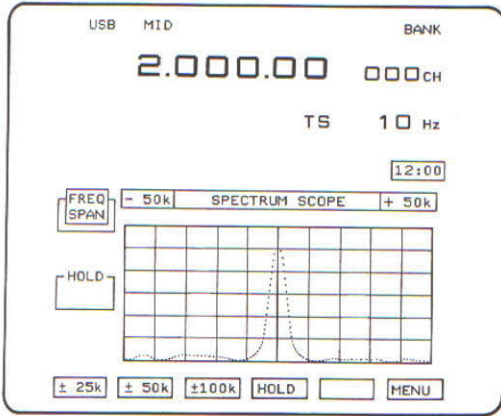 USB MID BANK
2.000.00 000CH
TS 10 Hz
12:00
FREQ SPAN
- 50k SPECTRUM SCOPE + 50k
HOLD
± 25k ± 50k ±100k HOLD MENU